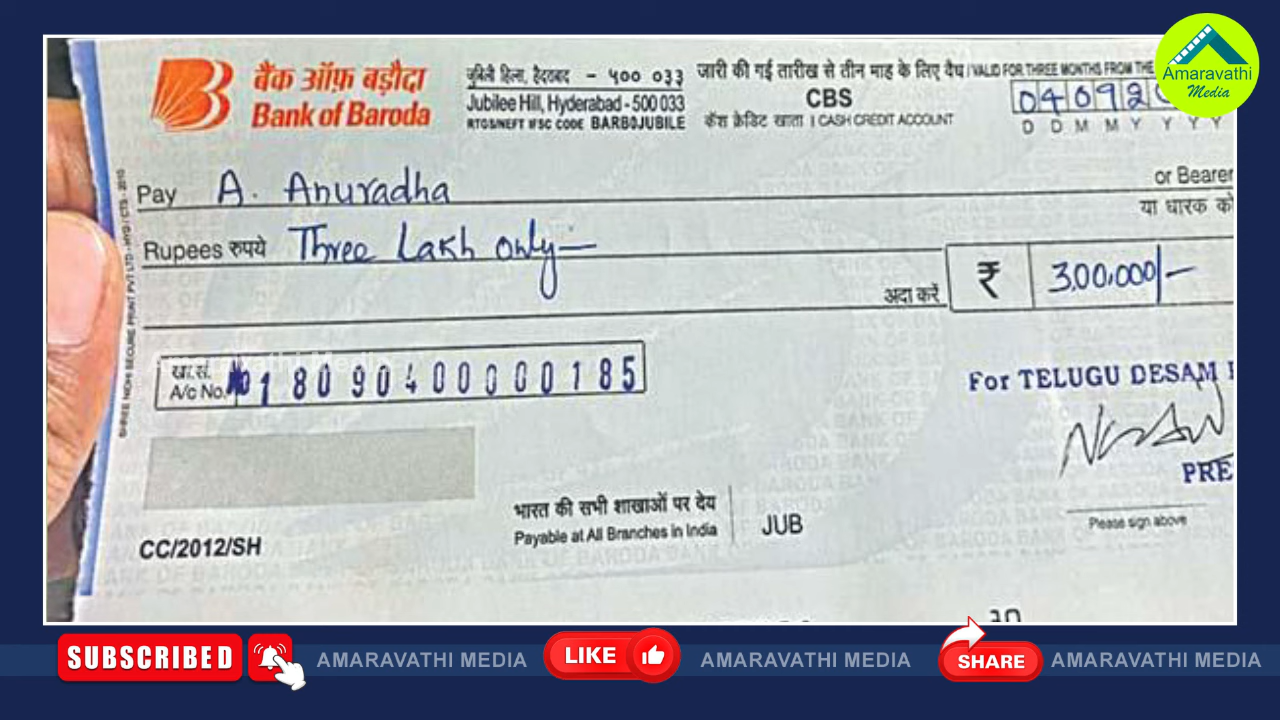 Amaravathi
Media
बैंक ऑफ़ बड़ौदा
Bank of Baroda
जुबिली हिल्स, हैदराबाद - ५०० ०३३
Jubilee Hill, Hyderabad - 500 033
RTGS/NEFT IFSC CODE BARB0JUBILE
जारी की गई तारीख से तीन माह के लिए वैध / VALID FOR THREE MONTHS FROM THE
CBS
कॅश क्रेडिट खाता । CASH CREDIT ACCOUNT
04092
D D M M Y Y Y Y
Pay A. Anuradha
or Bearer
या धारक को
Rupees रुपये Three Lakh only—
अदा करें ₹ 3,00,000/-
खा.सं.
A/c No. 18090400000185
For TELUGU DESAM
PRE
Please sign above
भारत की सभी शाखाओं पर देय
Payable at All Branches in India
JUB
CC/2012/SH
SUBSCRIBED AMARAVATHI MEDIA LIKE AMARAVATHI MEDIA SHARE AMARAVATHI MEDIA